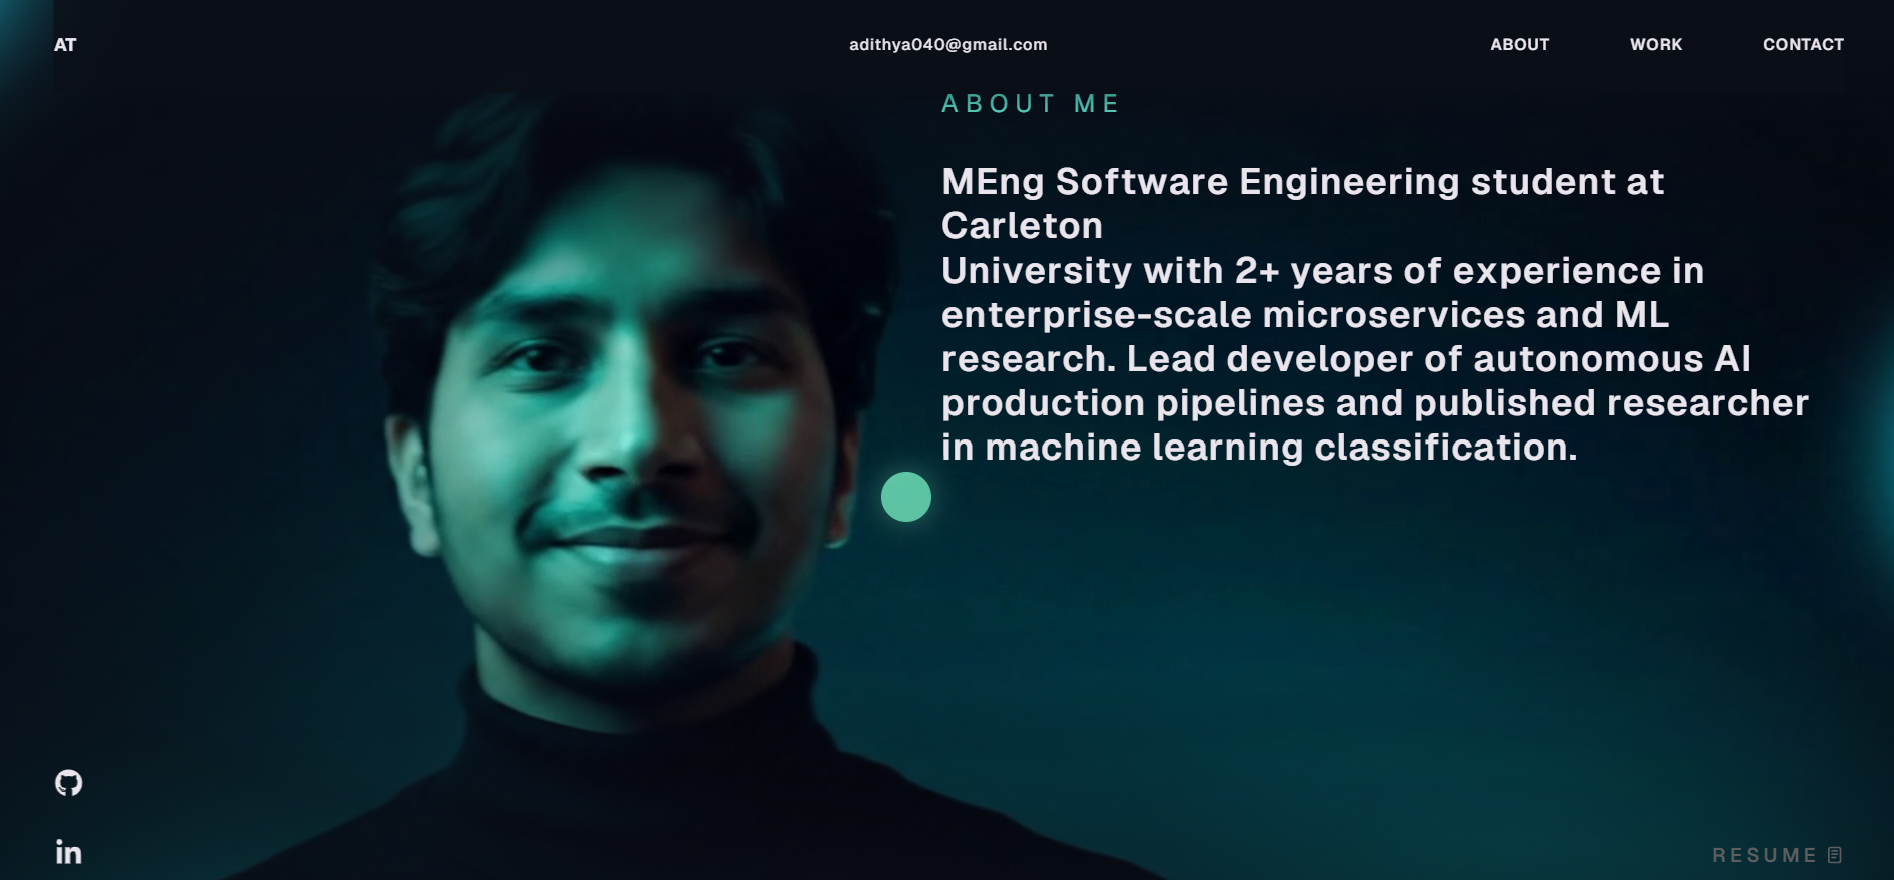 AT
adithya040@gmail.com
ABOUT
WORK
CONTACT
ABOUT ME
MEng Software Engineering student at
Carleton
University with 2+ years of experience in
enterprise-scale microservices and ML
research. Lead developer of autonomous AI
production pipelines and published researcher
in machine learning classification.
in
RESUME